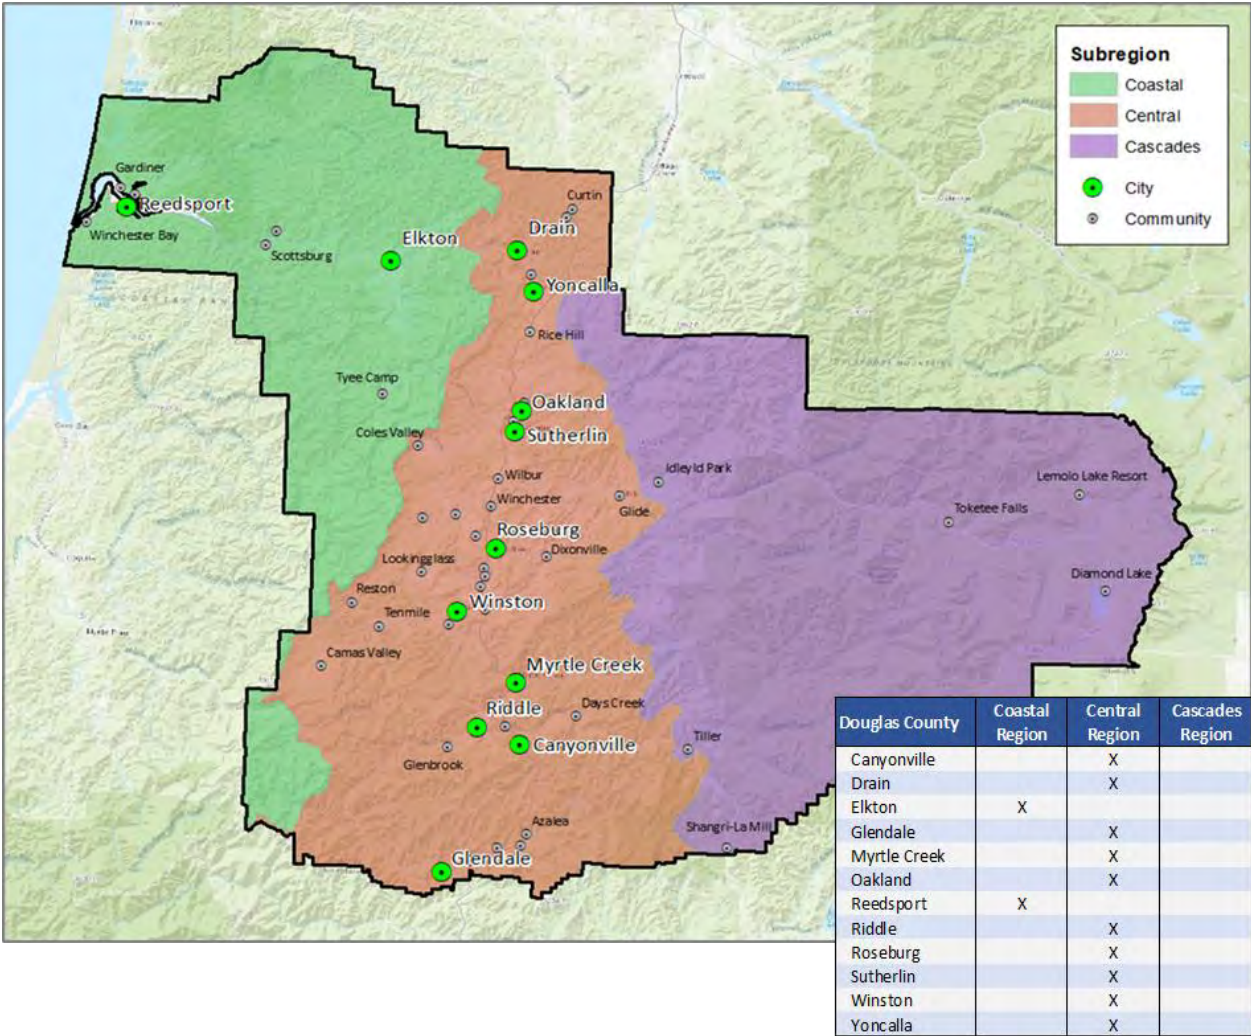 Subregion
Coastal
Central
Cascades
City
Community
Gardiner
Reedsport
Winchester Bay
Scottsburg
Elkton
Curtin
Drain
Yoncalla
Rice Hill
Tyee Camp
Coles Valley
Oakland
Sutherlin
Wilbur
Winchester
Idleyld Park
Glide
Lemolo Lake Resort
Toketee Falls
Roseburg
Dixonville
Lookingglass
Diamond Lake
Reston
Tenmile
Winston
Camas Valley
Myrtle Creek
Riddle
Days Creek
Canyonville
Glenbrook
Tiller
Azalea
Shangri-La Mill
Glendale
Douglas County Coastal Region Central Region Cascades Region
Canyonville X
Drain X
Elkton X
Glendale X
Myrtle Creek X
Oakland X
Reedsport X
Riddle X
Roseburg X
Sutherlin X
Winston X
Yoncalla X